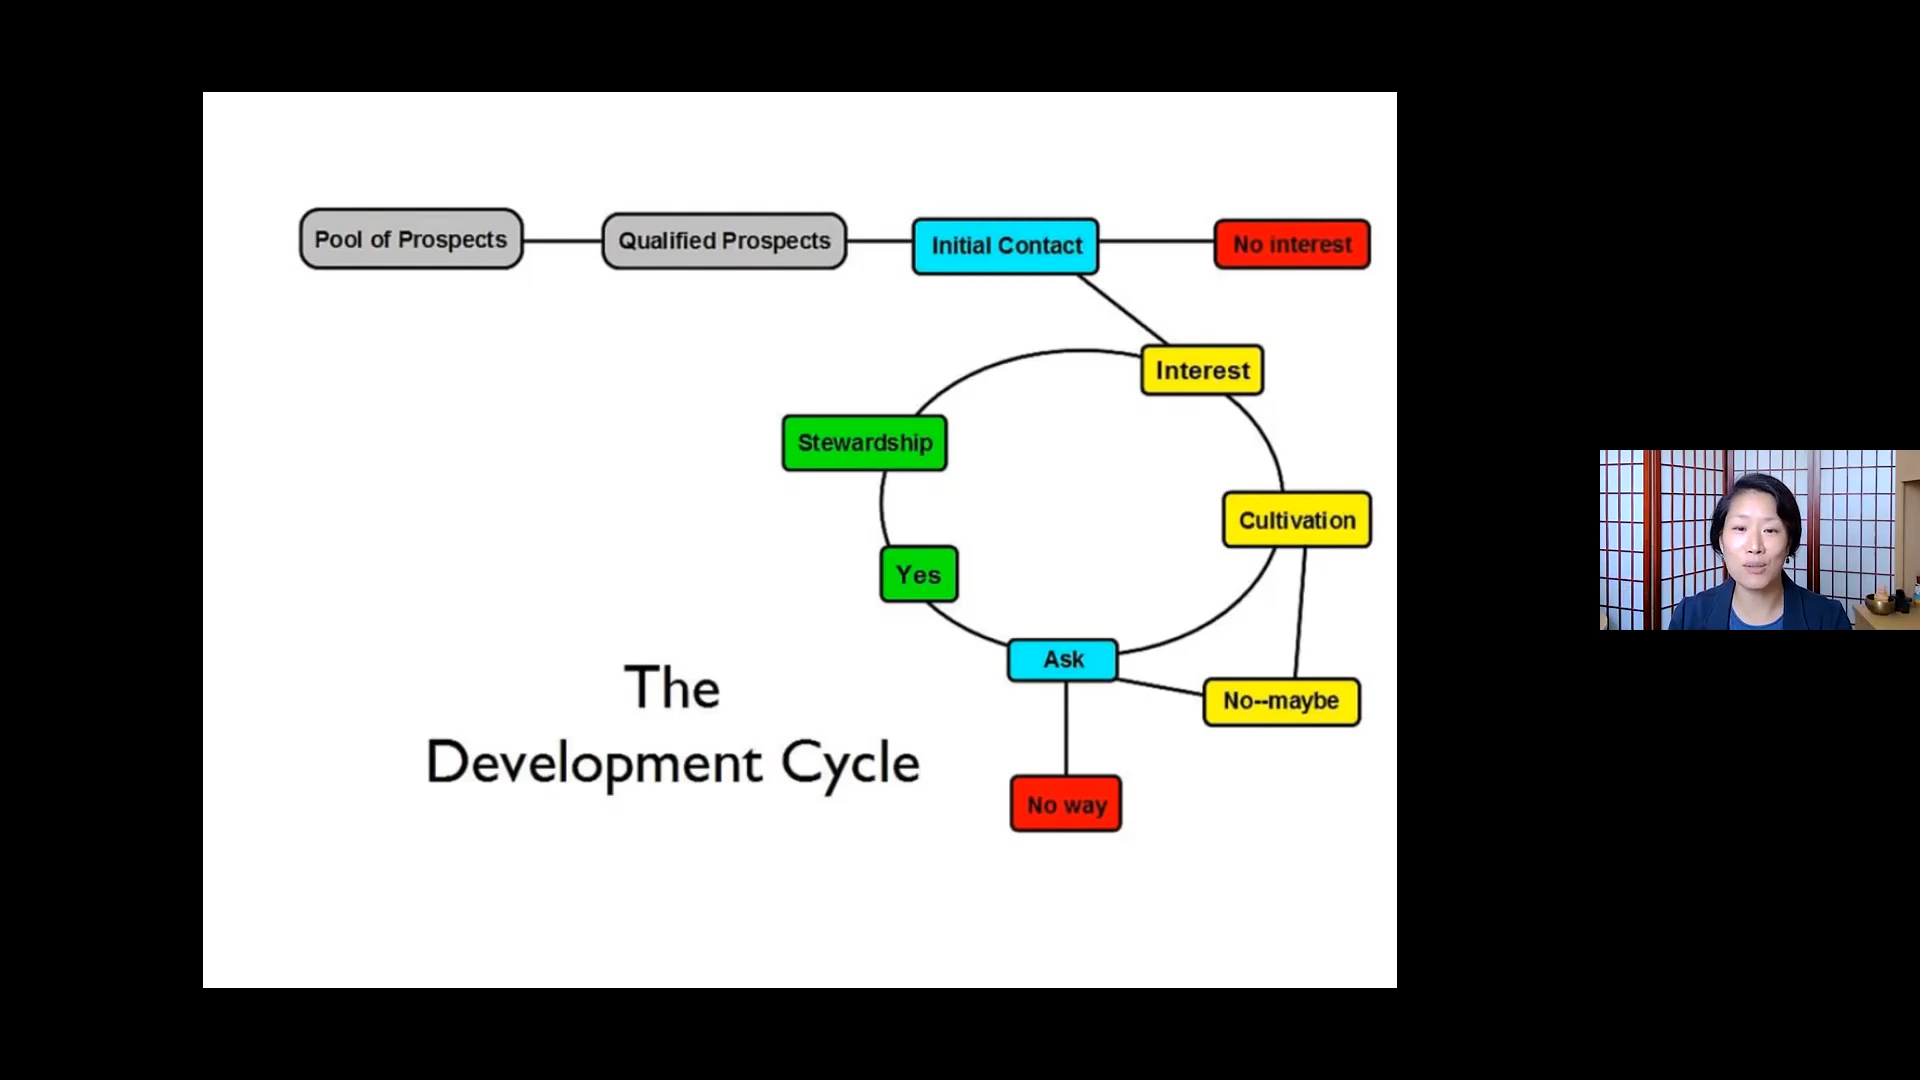 Pool of Prospects
Qualified Prospects
Initial Contact
No interest
Interest
Stewardship
Cultivation
Yes
Ask
No--maybe
No way
The
Development Cycle